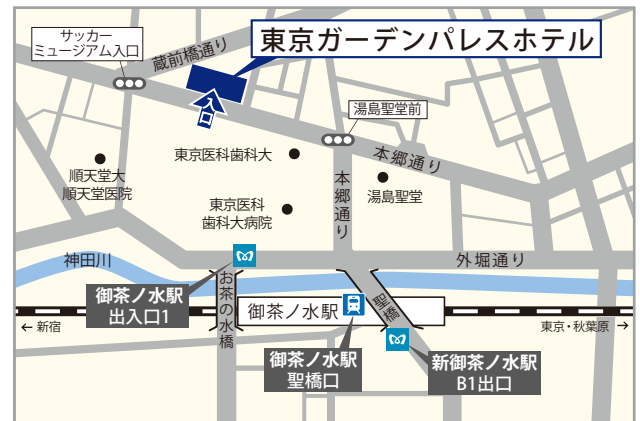 サッカー
ミュージアム入口
蔵前橋通り
東京ガーデンパレスホテル
入口
湯島聖堂前
東京医科歯科大
本郷通り
順天堂大
順天堂医院
本郷通り
湯島聖堂
東京医科
歯科大病院
神田川
外堀通り
御茶ノ水駅
出入口1
お茶の水橋
御茶ノ水駅
聖橋
← 新宿
東京・秋葉原 →
御茶ノ水駅
聖橋口
新御茶ノ水駅
B1出口